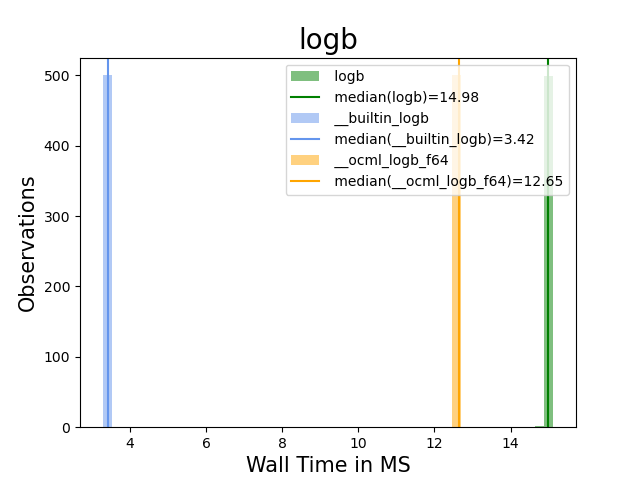 logb
500
400
300
200
100
0
Observations
logb
median(logb)=14.98
__builtin_logb
median(__builtin_logb)=3.42
__ocml_logb_f64
median(__ocml_logb_f64)=12.65
4 6 8 10 12 14
Wall Time in MS